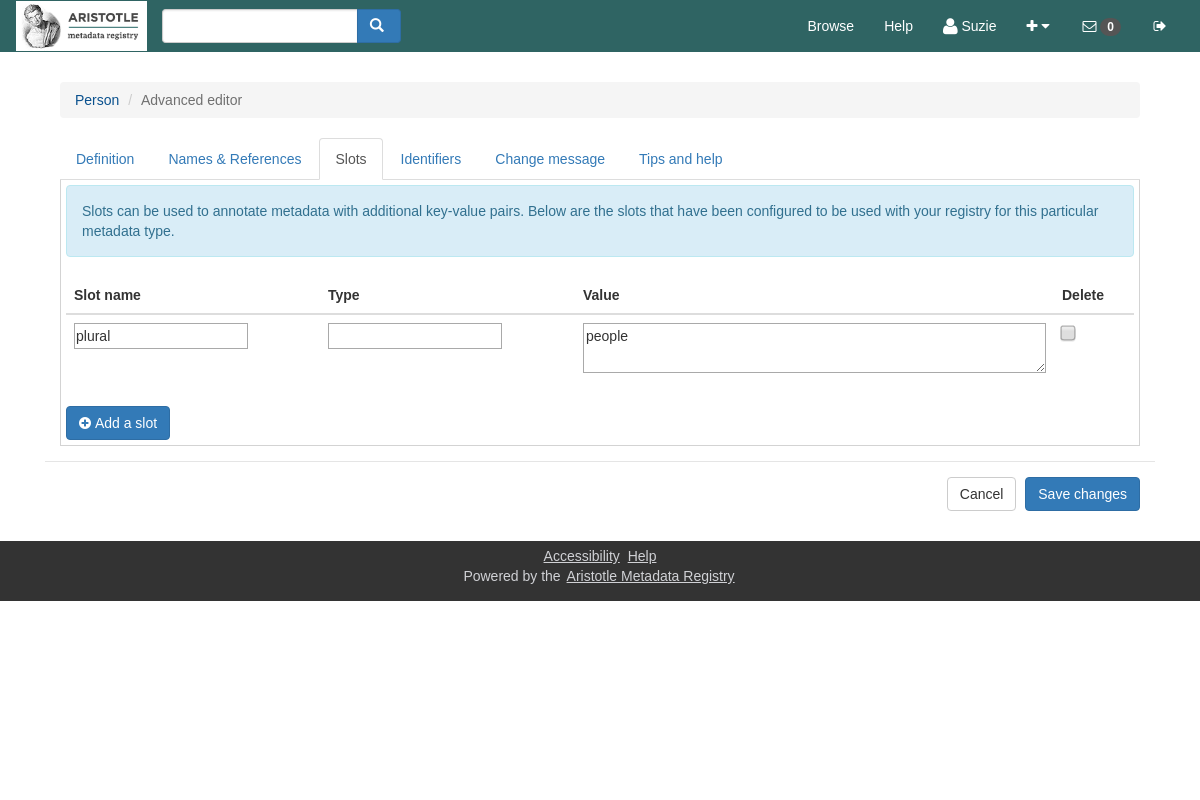 ARISTOTLE
metadata registry
Browse Help Suzie 0
Person / Advanced editor
Definition Names & References Slots Identifiers Change message Tips and help
Slots can be used to annotate metadata with additional key-value pairs. Below are the slots that have been configured to be used with your registry for this particular
metadata type.
Slot name Type Value Delete
plural people
Add a slot
Cancel Save changes
Accessibility Help
Powered by the Aristotle Metadata Registry